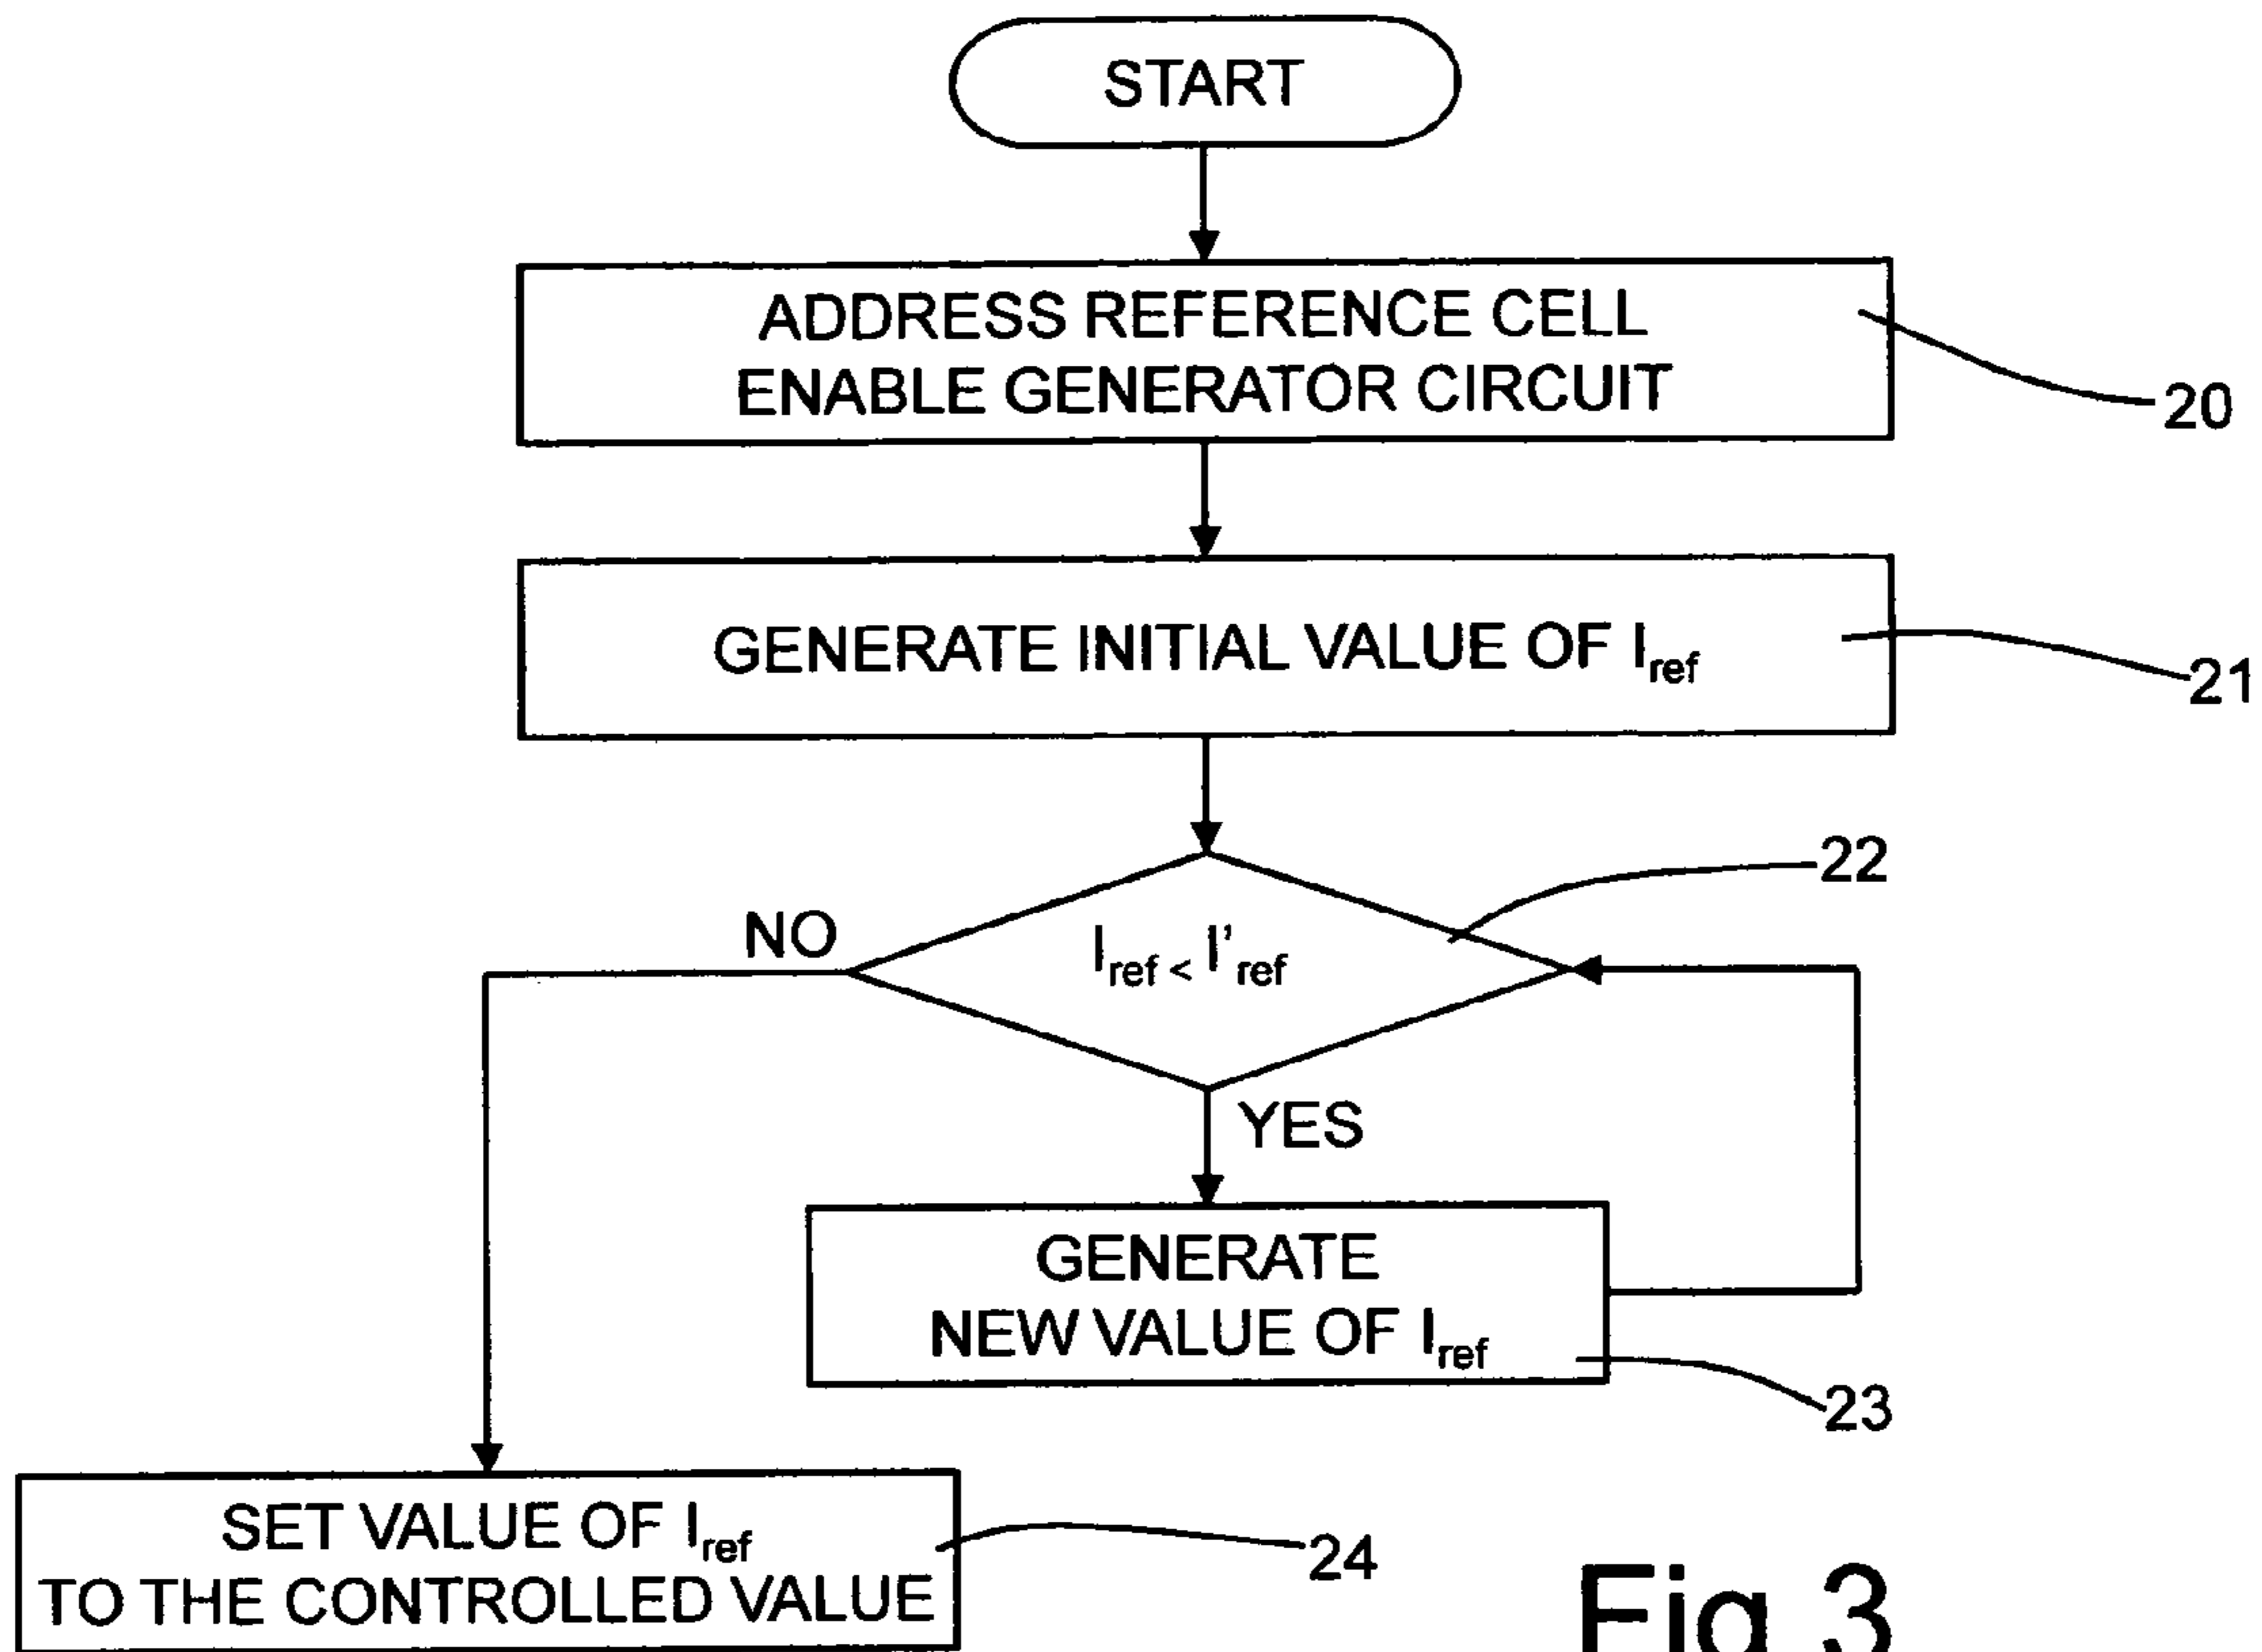 START
ADDRESS REFERENCE CELL
ENABLE GENERATOR CIRCUIT
20
GENERATE INITIAL VALUE OF Iref
21
22
NO
Iref < I'ref
YES
GENERATE
NEW VALUE OF Iref
23
SET VALUE OF Iref
TO THE CONTROLLED VALUE
24
Fig 3